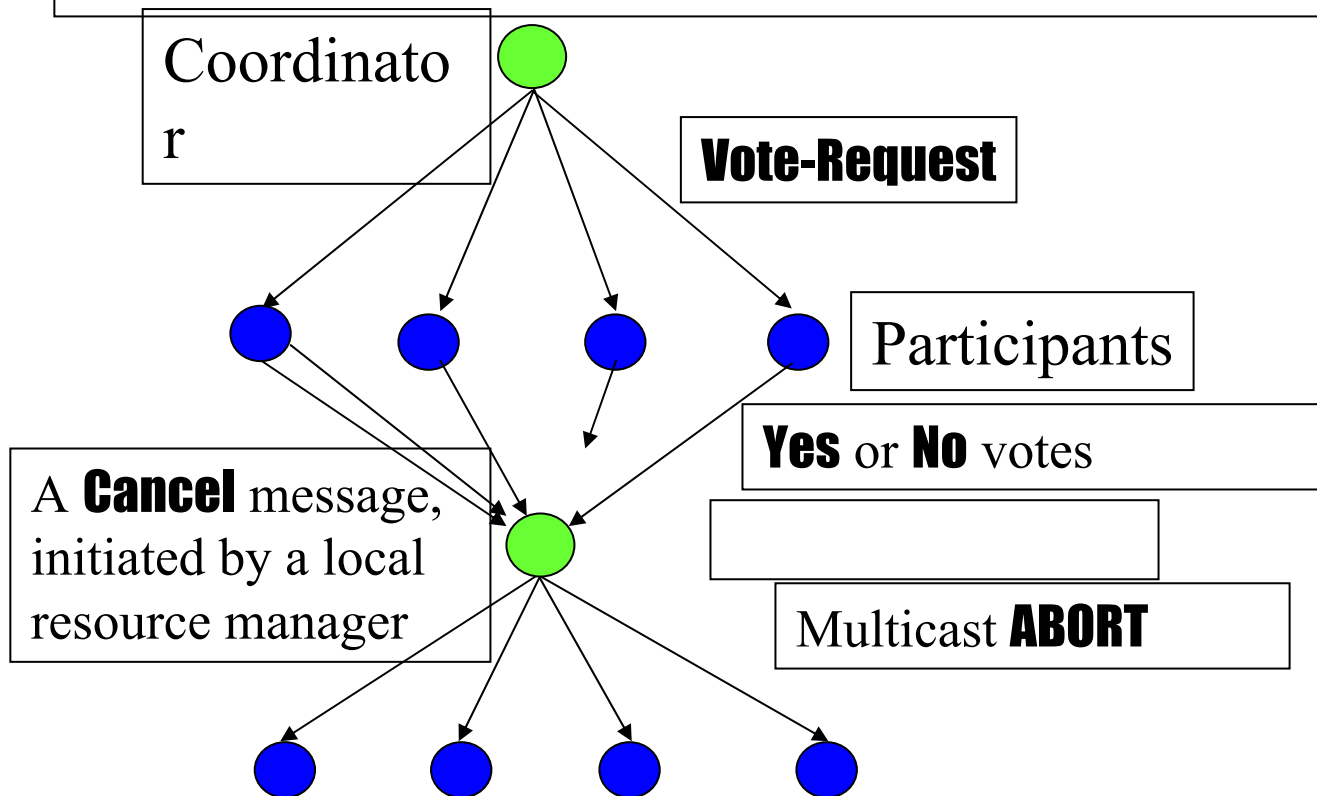 Coordinato
r
Vote-Request
Participants
Yes or No votes
A Cancel message,
initiated by a local
resource manager
Multicast ABORT